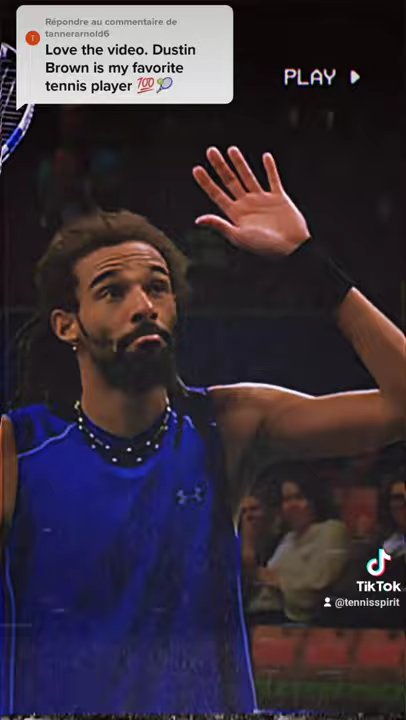 Répondre au commentaire de
tannerarnold6
Love the video. Dustin
Brown is my favorite
tennis player 💯🎾
PLAY
TikTok
@tennisspirit